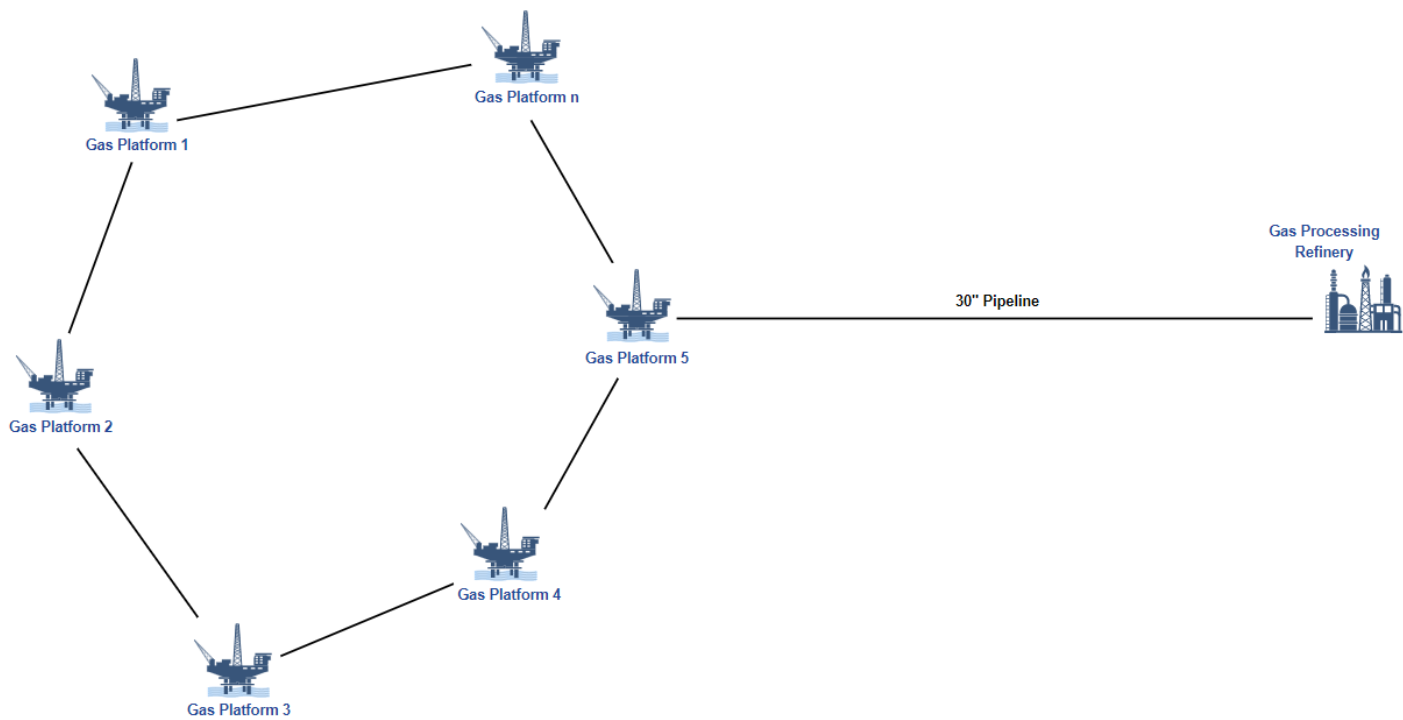 Gas Platform n
Gas Platform 1
Gas Processing
Refinery
30" Pipeline
Gas Platform 5
Gas Platform 2
Gas Platform 4
Gas Platform 3